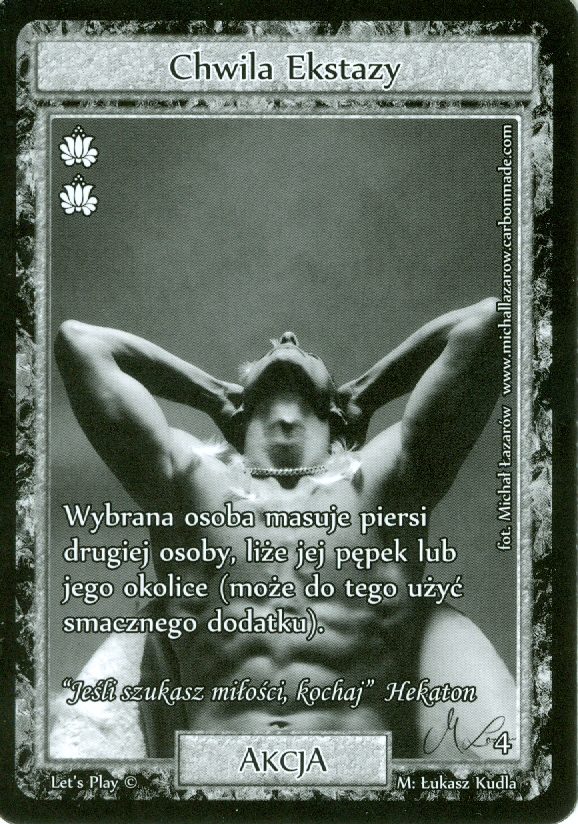 Chwila Ekstazy
fot. Michał Łazarów www.michallazarow.carbonmade.com
Wybrana osoba masuje piersi
drugiej osoby, liże jej pępek lub
jego okolice (może do tego użyć
smacznego dodatku).
“Jeśli szukasz miłości, kochaj” Hekaton
4
AKCJA
Let's Play ©
M: Łukasz Kudla